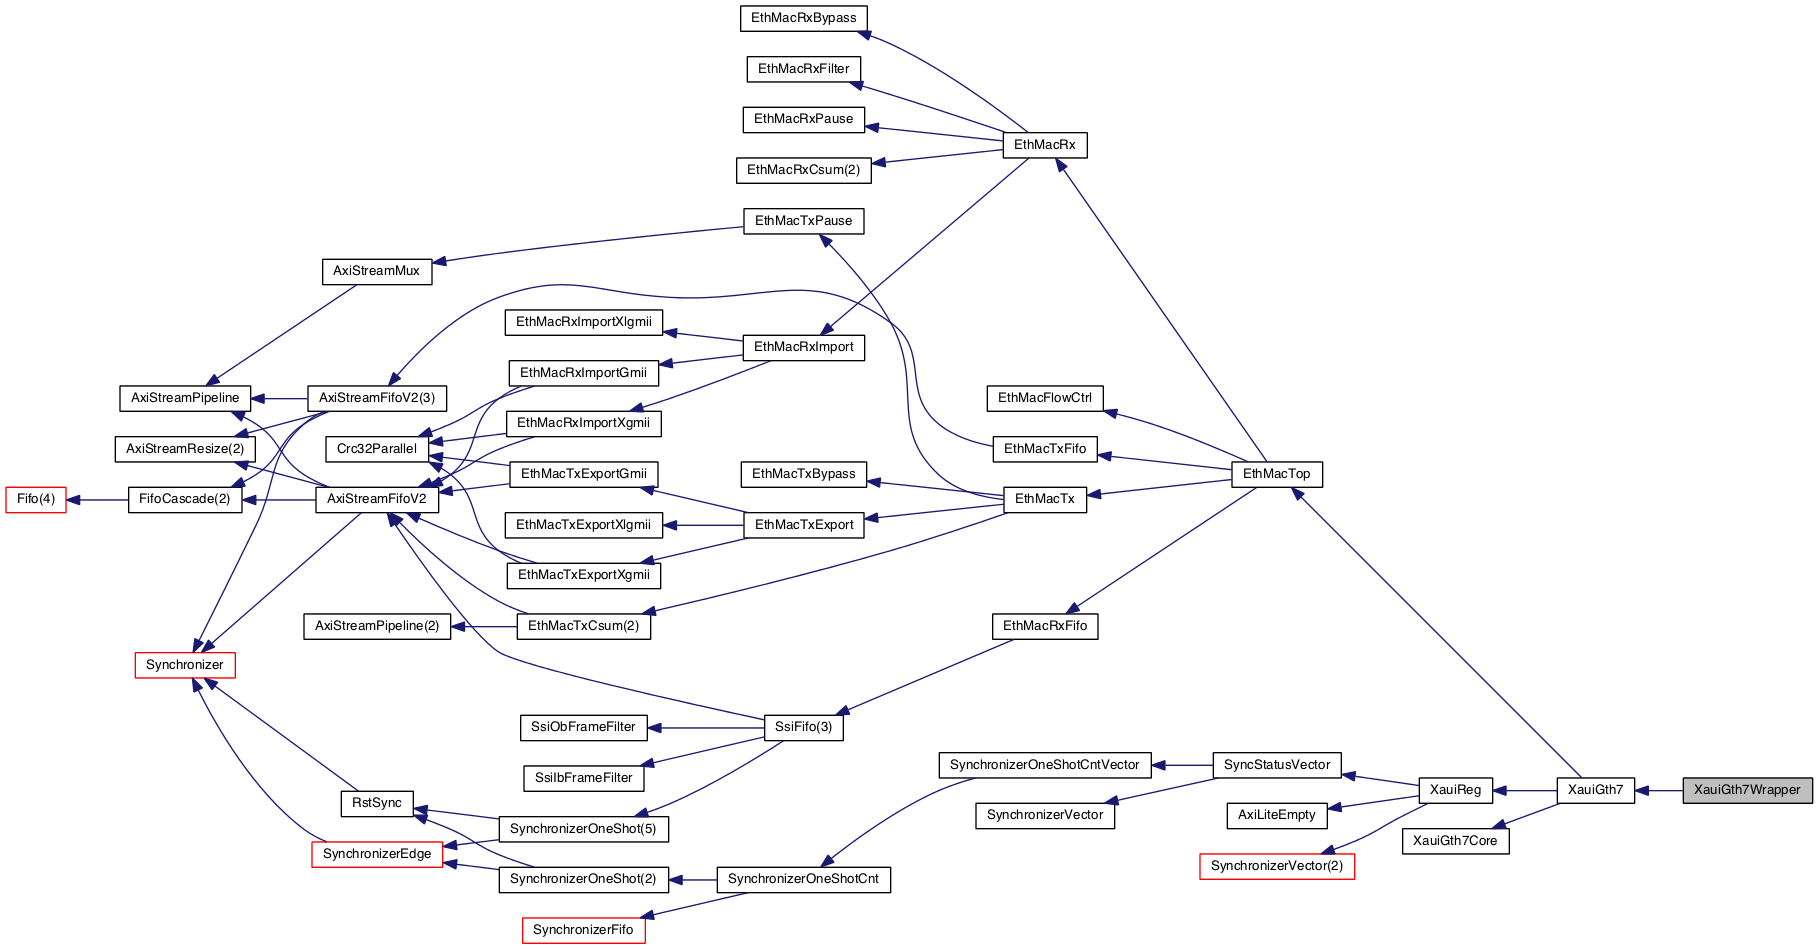 EthMacRxBypass
EthMacRxFilter
EthMacRxPause
EthMacRx
EthMacRxCsum(2)
EthMacTxPause
AxiStreamMux
EthMacRxImportXlgmii
EthMacRxImport
EthMacRxImportGmii
AxiStreamPipeline
AxiStreamFifoV2(3)
EthMacFlowCtrl
EthMacRxImportXgmii
AxiStreamResize(2)
Crc32Parallel
EthMacTxFifo
EthMacTxExportGmii
EthMacTxBypass
EthMacTop
Fifo(4)
FifoCascade(2)
AxiStreamFifoV2
EthMacTx
EthMacTxExportXlgmii
EthMacTxExport
EthMacTxExportXgmii
AxiStreamPipeline(2)
EthMacTxCsum(2)
EthMacRxFifo
Synchronizer
SsiObFrameFilter
SsiFifo(3)
SsiIbFrameFilter
SynchronizerOneShotCntVector
SyncStatusVector
XauiReg
XauiGth7
XauiGth7Wrapper
RstSync
SynchronizerVector
AxiLiteEmpty
SynchronizerOneShot(5)
XauiGth7Core
SynchronizerEdge
SynchronizerVector(2)
SynchronizerOneShot(2)
SynchronizerOneShotCnt
SynchronizerFifo